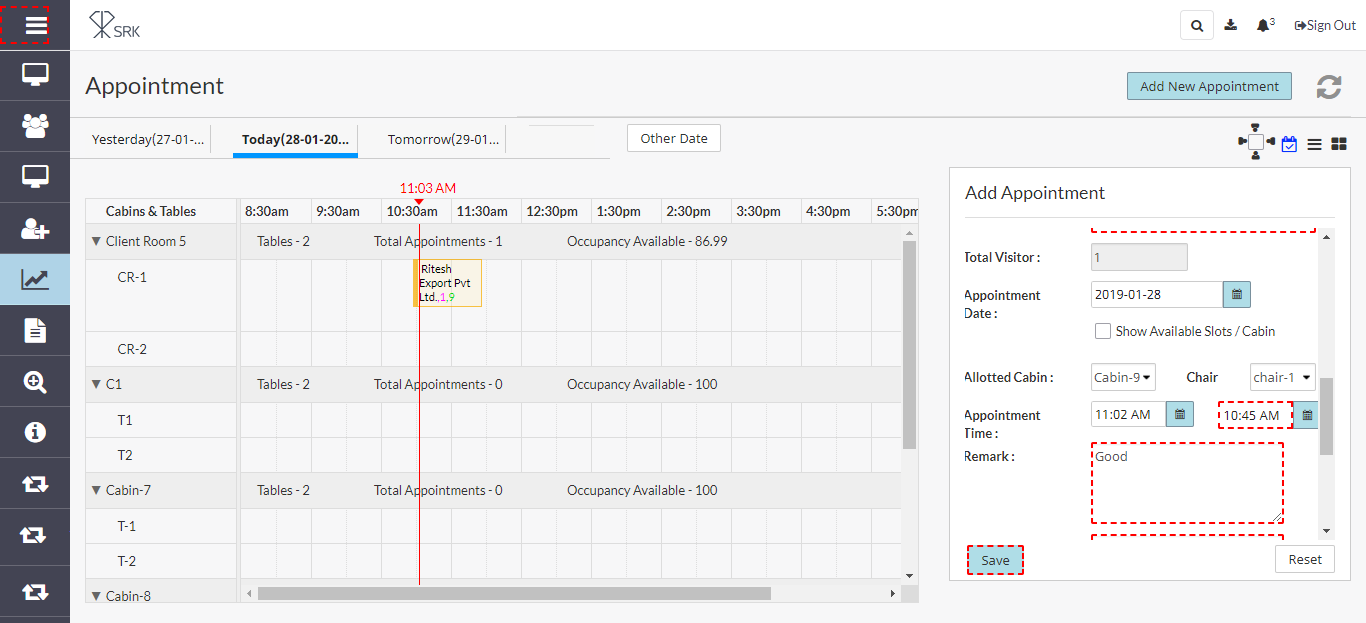 SRK
3
Sign Out
Appointment
Add New Appointment
Yesterday(27-01-...
Today(28-01-20...
Tomorrow(29-01...
Other Date
11:03 AM
Cabins & Tables 8:30am 9:30am 10:30am 11:30am 12:30pm 1:30pm 2:30pm 3:30pm 4:30pm 5:30pm
Client Room 5 Tables - 2 Total Appointments - 1 Occupancy Available - 86.99
CR-1
Ritesh
Export Pvt
Ltd.,1,9
CR-2
C1 Tables - 2 Total Appointments - 0 Occupancy Available - 100
T1
T2
Cabin-7 Tables - 2 Total Appointments - 0 Occupancy Available - 100
T-1
T-2
Cabin-8
Add Appointment
Total Visitor : 1
Appointment
Date : 2019-01-28
Show Available Slots / Cabin
Allotted Cabin : Cabin-9 Chair chair-1
Appointment
Time : 11:02 AM 10:45 AM
Remark : Good
Save Reset